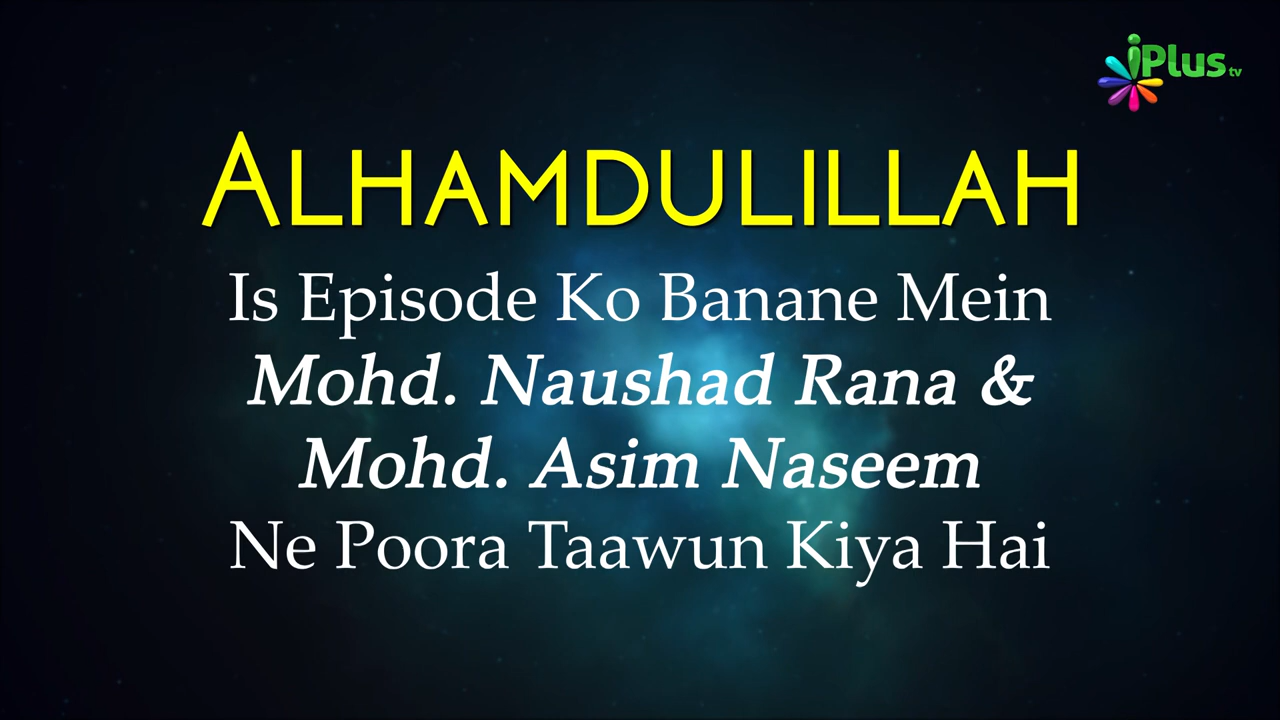 iPlus tv
ALHAMDULILLAH
Is Episode Ko Banane Mein
Mohd. Naushad Rana &
Mohd. Asim Naseem
Ne Poora Taawun Kiya Hai